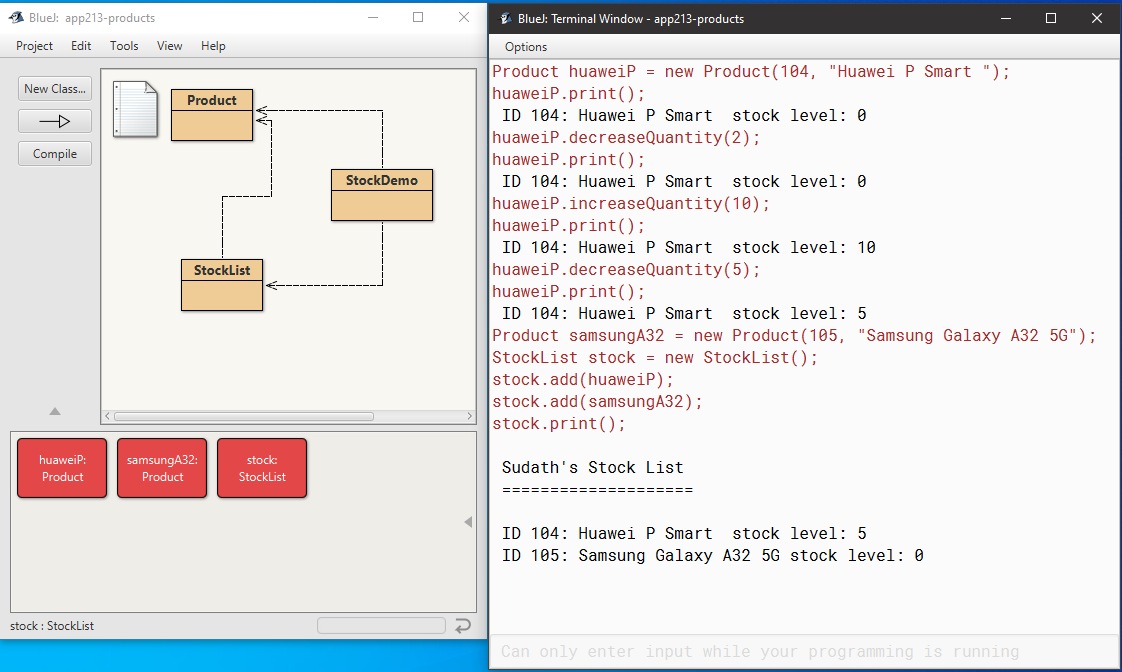 BlueJ: app213-products
Project Edit Tools View Help
New Class...
Compile
Product
StockDemo
StockList
huaweiP:
Product
samsungA32:
Product
stock:
StockList
stock : StockList
BlueJ: Terminal Window - app213-products
Options
Product huaweiP = new Product(104, "Huawei P Smart ");
huaweiP.print();
ID 104: Huawei P Smart  stock level: 0
huaweiP.decreaseQuantity(2);
huaweiP.print();
ID 104: Huawei P Smart  stock level: 0
huaweiP.increaseQuantity(10);
huaweiP.print();
ID 104: Huawei P Smart  stock level: 10
huaweiP.decreaseQuantity(5);
huaweiP.print();
ID 104: Huawei P Smart  stock level: 5
Product samsungA32 = new Product(105, "Samsung Galaxy A32 5G");
StockList stock = new StockList();
stock.add(huaweiP);
stock.add(samsungA32);
stock.print();
Sudath's Stock List
====================
ID 104: Huawei P Smart  stock level: 5
ID 105: Samsung Galaxy A32 5G stock level: 0
Can only enter input while your programming is running